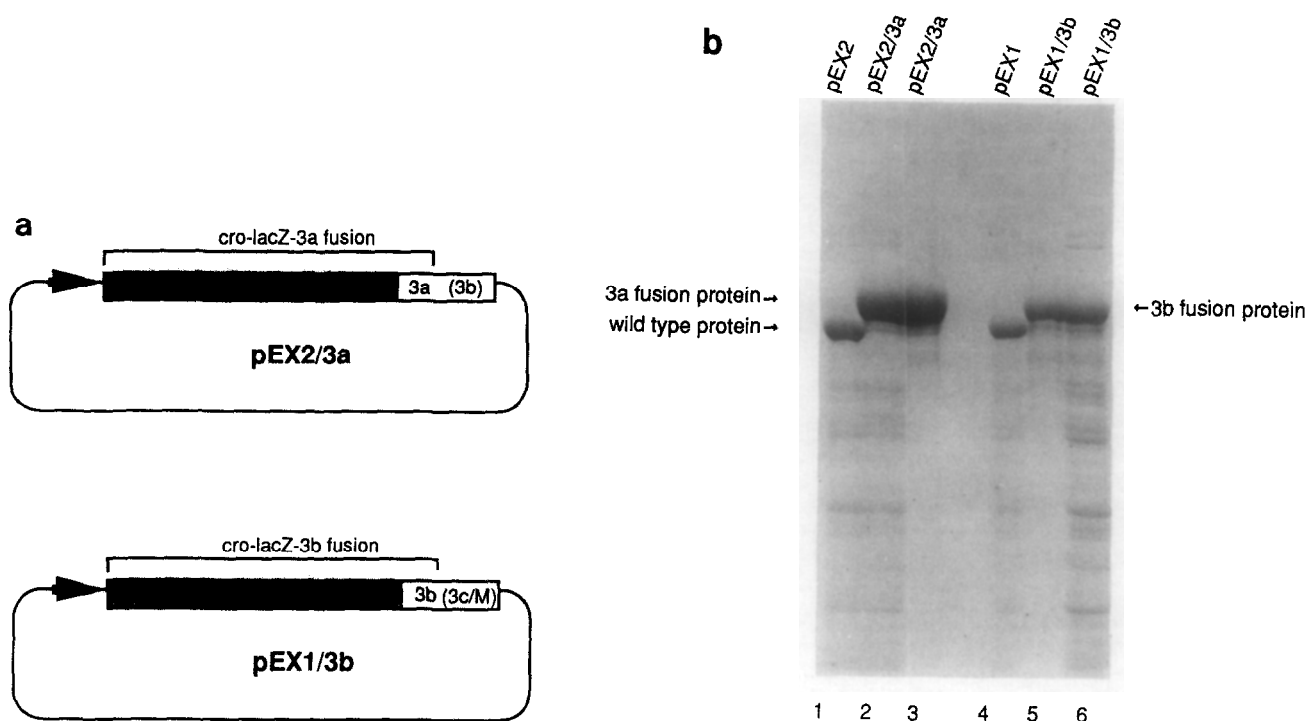 a
cro-lacZ-3a fusion
3a (3b)
pEX2/3a
cro-lacZ-3b fusion
3b (3c/M)
pEX1/3b
b
pEX2
pEX2/3a
pEX2/3a
pEX1
pEX1/3b
pEX1/3b
3a fusion protein→
wild type protein→
←3b fusion protein
1 2 3 4 5 6